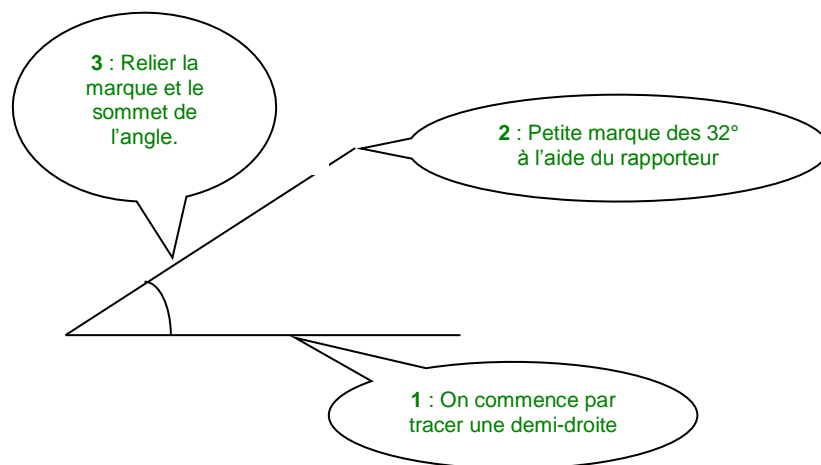 3 : Relier la
marque et le
sommet de
l'angle.
2 : Petite marque des 32°
à l'aide du rapporteur
1 : On commence par
tracer une demi-droite